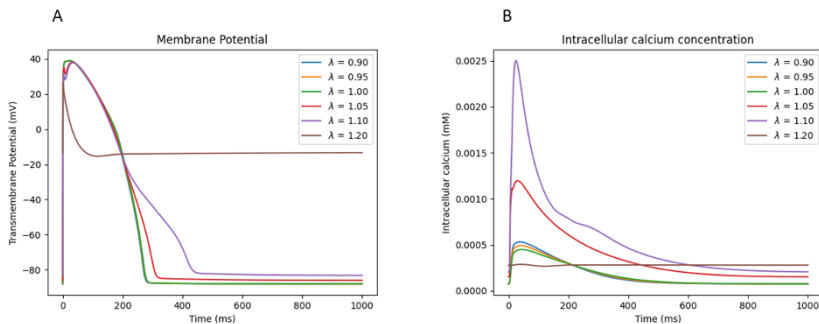 A
Membrane Potential
Transmembrane Potential (mV)
40
20
0
−20
−40
−60
−80
λ = 0.90
λ = 0.95
λ = 1.00
λ = 1.05
λ = 1.10
λ = 1.20
0
200
400
600
800
1000
Time (ms)
B
Intracellular calcium concentration
Intracellular calcium (mM)
0.0025
0.0020
0.0015
0.0010
0.0005
0.0000
λ = 0.90
λ = 0.95
λ = 1.00
λ = 1.05
λ = 1.10
λ = 1.20
0
200
400
600
800
1000
Time (ms)